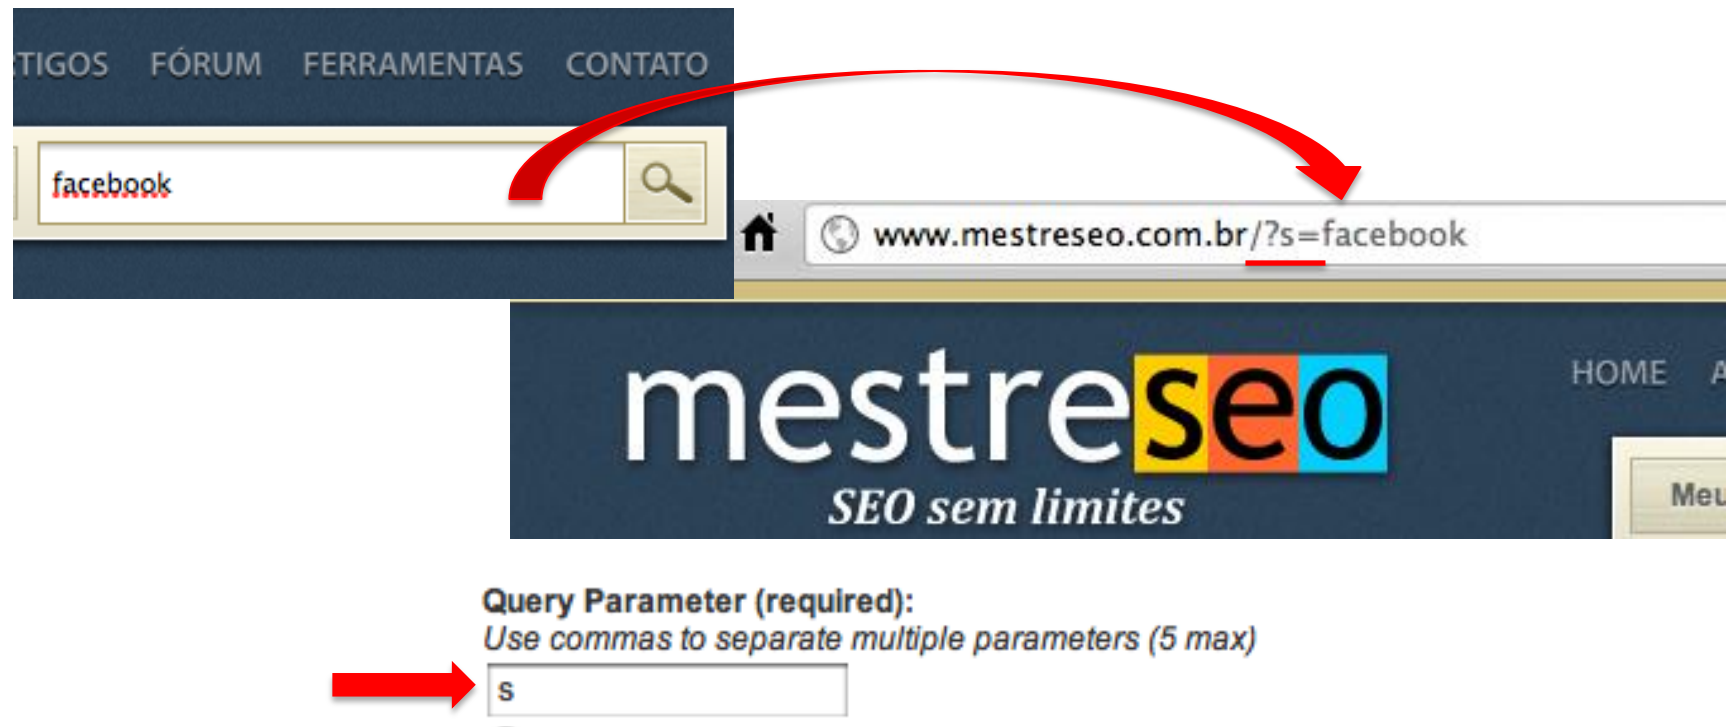 TIGOS FÓRUM FERRAMENTAS CONTATO
facebook
www.mestreseo.com.br/?s=facebook
mestreseo
SEO sem limites
HOME A
Meu
Query Parameter (required):
Use commas to separate multiple parameters (5 max)
s